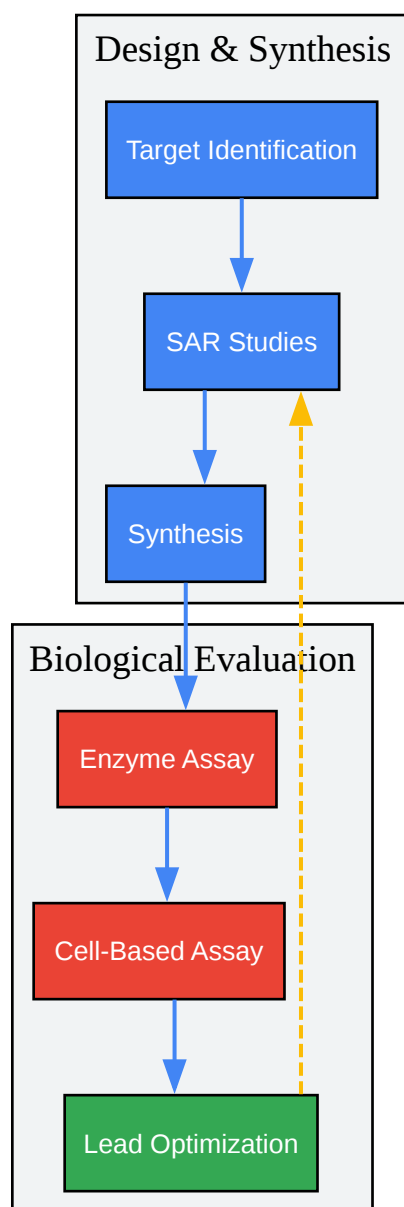 Design & Synthesis
Target Identification
SAR Studies
Synthesis
Biological Evaluation
Enzyme Assay
Cell-Based Assay
Lead Optimization